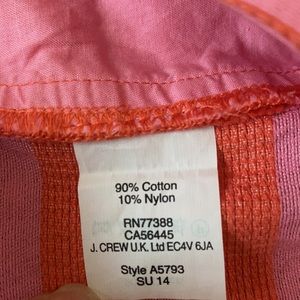 90% Cotton
10% Nylon
RN77388
CA56445
J. CREW U.K. Ltd EC4V 6JA
Style A5793
SU 14